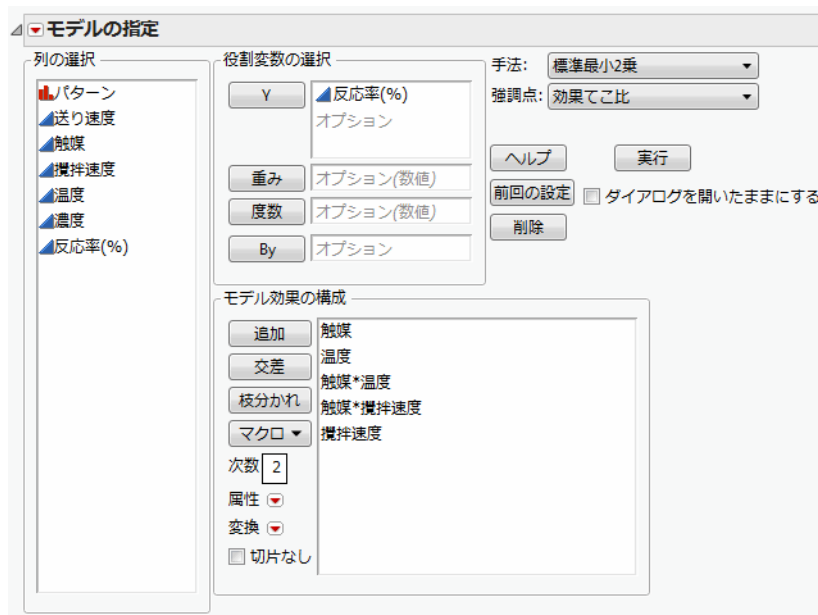 モデルの指定
列の選択
パターン
送り速度
触媒
攪拌速度
温度
濃度
反応率(%)
役割変数の選択
Y
反応率(%)
オプション
重み
オプション(数値)
度数
オプション(数値)
By
オプション
手法: 標準最小2乗
強調点: 効果てこ比
ヘルプ 実行
前回の設定 ダイアログを開いたままにする
削除
モデル効果の構成
追加
交差
枝分かれ
マクロ
次数 2
属性
変換
切片なし
触媒
温度
触媒*温度
触媒*攪拌速度
攪拌速度